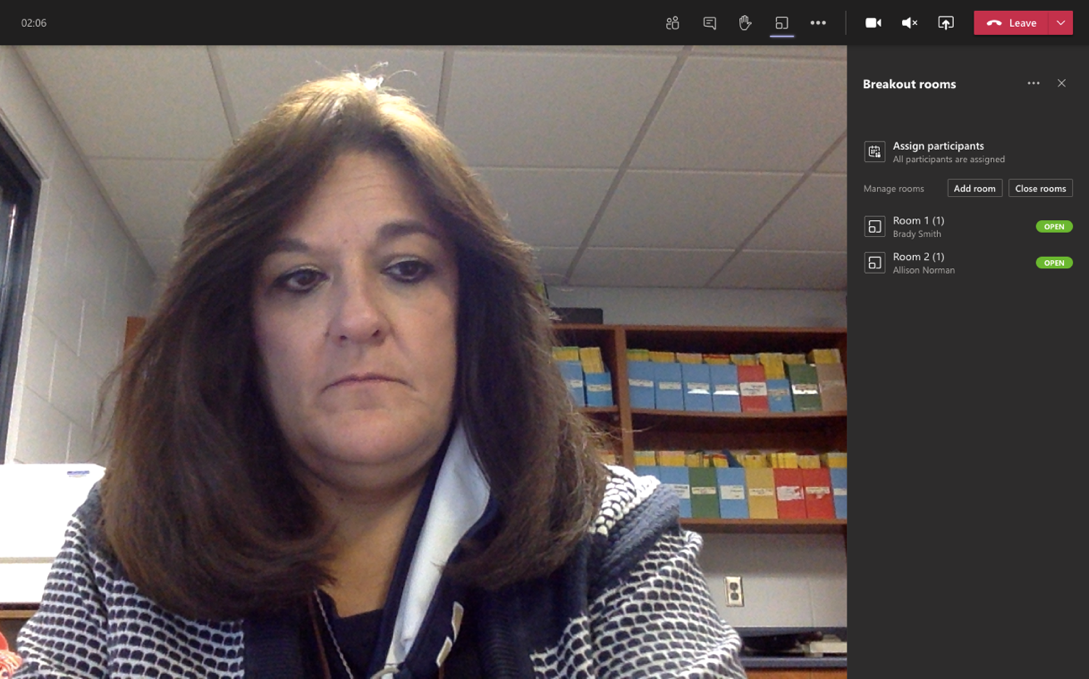 02:06
Leave
Breakout rooms
Assign participants
All participants are assigned
Manage rooms
Add room
Close rooms
Room 1 (1)
Brady Smith
OPEN
Room 2 (1)
Allison Norman
OPEN